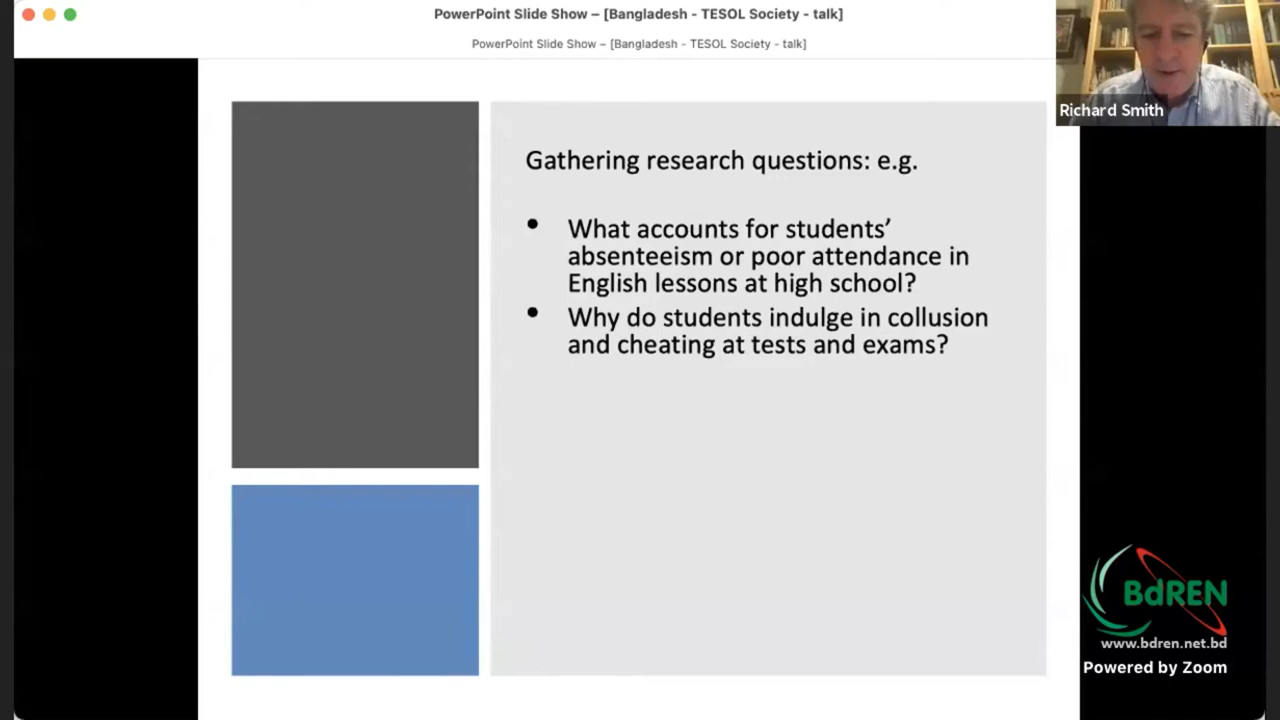 PowerPoint Slide Show – [Bangladesh - TESOL Society - talk]
PowerPoint Slide Show – [Bangladesh - TESOL Society - talk]
Richard Smith
Gathering research questions: e.g.
• What accounts for students’
absenteeism or poor attendance in
English lessons at high school?
• Why do students indulge in collusion
and cheating at tests and exams?
BdREN
www.bdren.net.bd
Powered by Zoom